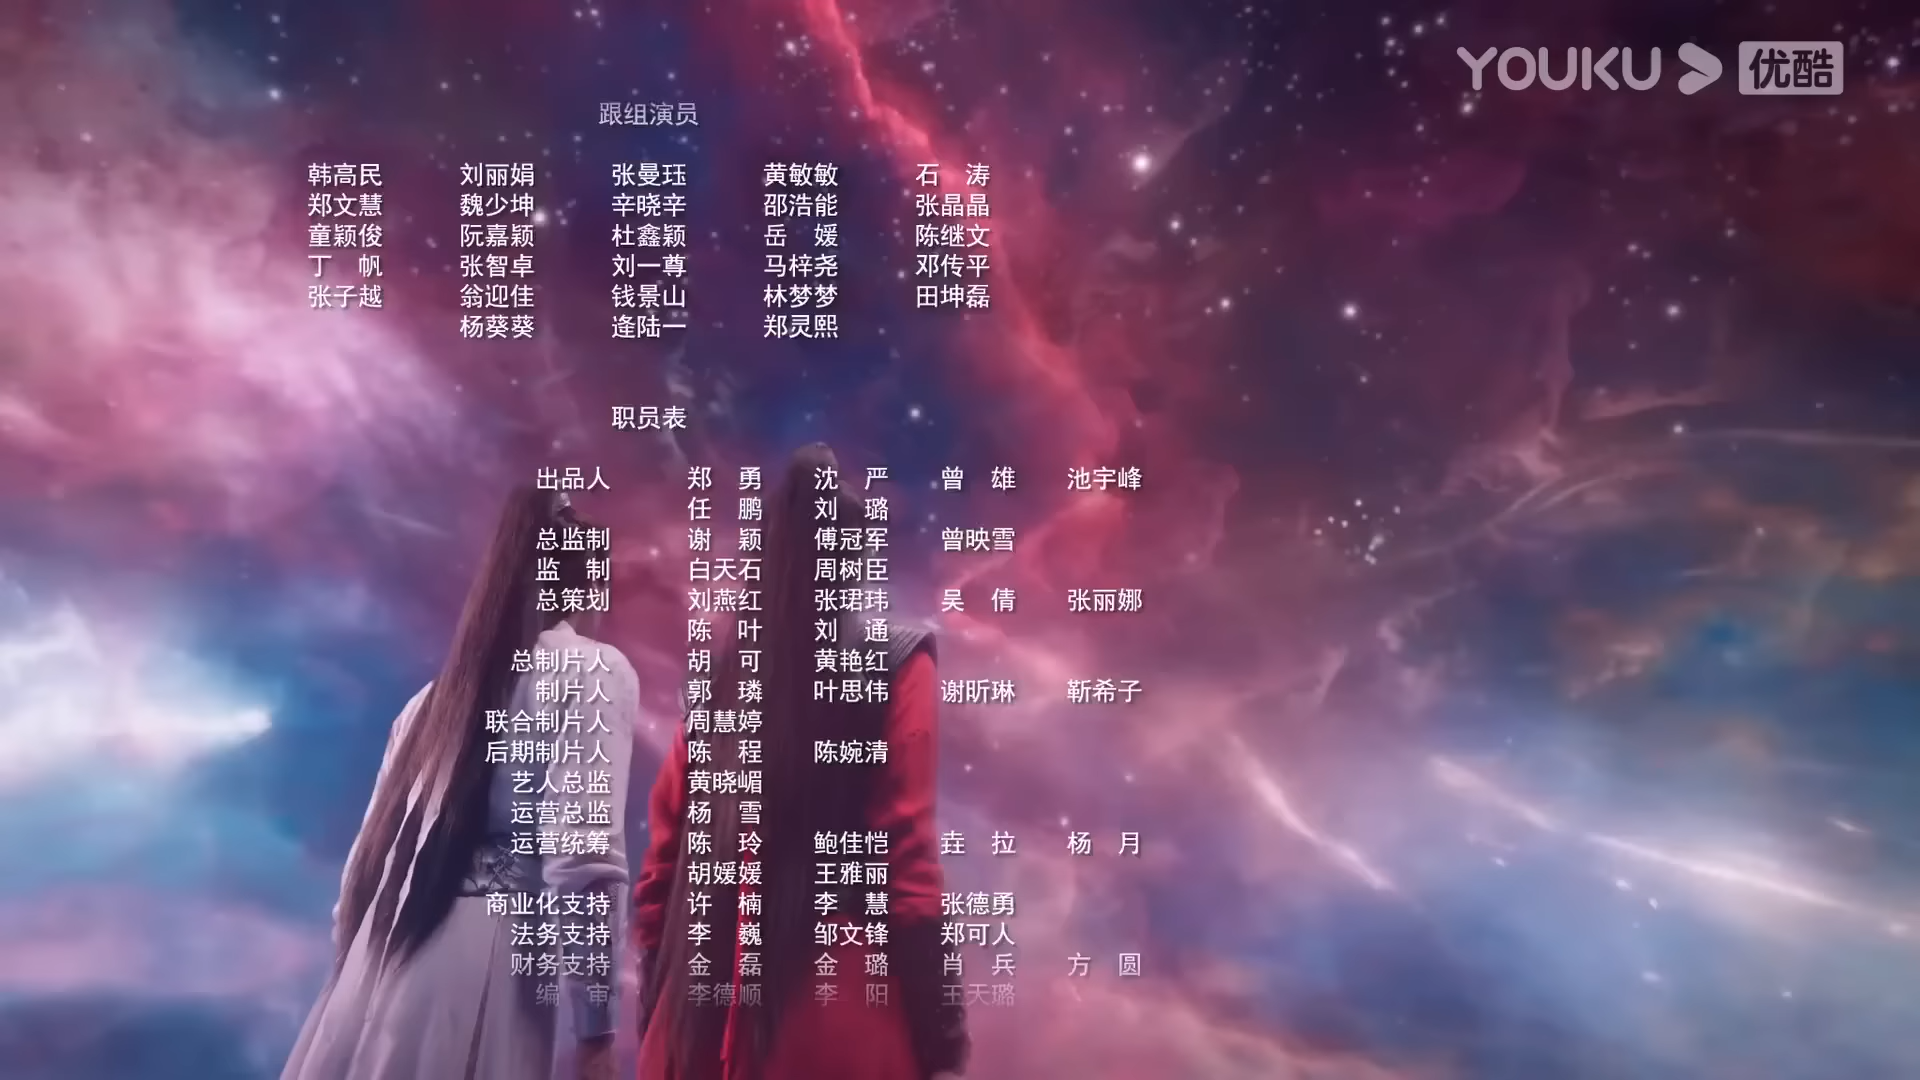 YOUKU 优酷
跟组演员
韩高民 刘丽娟 张曼珏 黄敏敏 石 涛
郑文慧 魏少坤 辛晓辛 邵浩能 张晶晶
童颖俊 阮嘉颖 杜鑫颖 岳 媛 陈继文
丁 帆 张智卓 刘一尊 马梓尧 邓传平
张子越 翁迎佳 钱景山 林梦梦 田坤磊
杨葵葵 逄陆一 郑灵熙
职员表
出品人 郑 勇 沈 严 曾 雄 池宇峰
任 鹏 刘 璐
总监制 谢 颖 傅冠军 曾映雪
监 制 白天石 周树臣
总策划 刘燕红 张珺玮 吴 倩 张丽娜
陈 叶 刘 通
总制片人 胡 可 黄艳红
制片人 郭 璘 叶思伟 谢昕琳 靳希子
联合制片人 周慧婷
后期制片人 陈 程 陈婉清
艺人总监 黄晓嵋
运营总监 杨 雪
运营统筹 陈 玲 鲍佳恺 垚 拉 杨 月
胡媛媛 王雅丽
商业化支持 许 楠 李 慧 张德勇
法务支持 李 巍 邹文锋 郑可人
财务支持 金 磊 金 璐 肖 兵 方 圆
编 审 李德顺 李 阳 王天璐